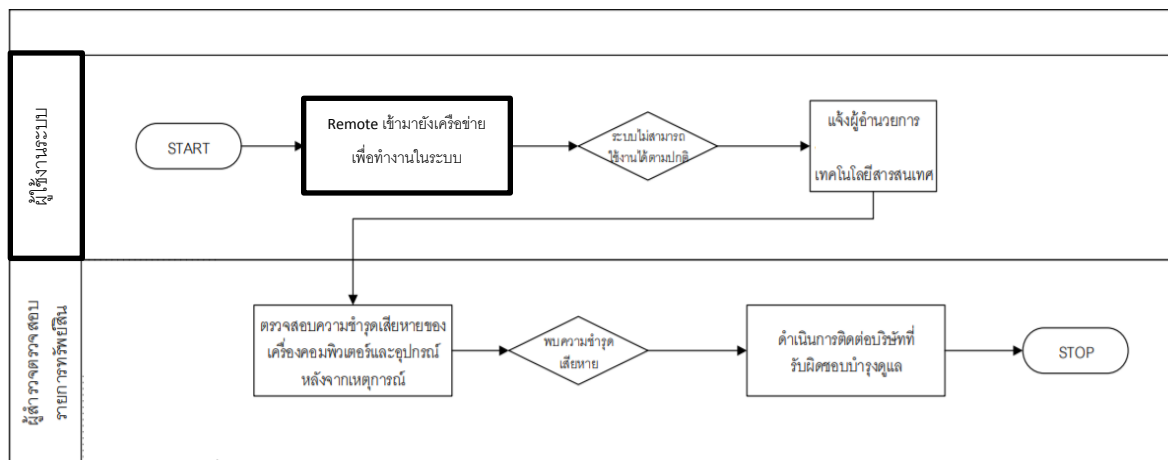 ผู้ใช้งานระบบ
START
Remote เข้ามายังเครือข่าย
เพื่อทำงานในระบบ
ระบบไม่สามารถ
ใช้งานได้ตามปกติ
แจ้งผู้อำนวยการ
เทคโนโลยีสารสนเทศ
ผู้สำรวจตรวจสอบ
รายการทรัพย์สิน
ตรวจสอบความชำรุดเสียหายของ
เครื่องคอมพิวเตอร์และอุปกรณ์
หลังจากเหตุการณ์
พบความชำรุด
เสียหาย
ดำเนินการติดต่อบริษัทที่
รับผิดชอบบำรุงดูแล
STOP